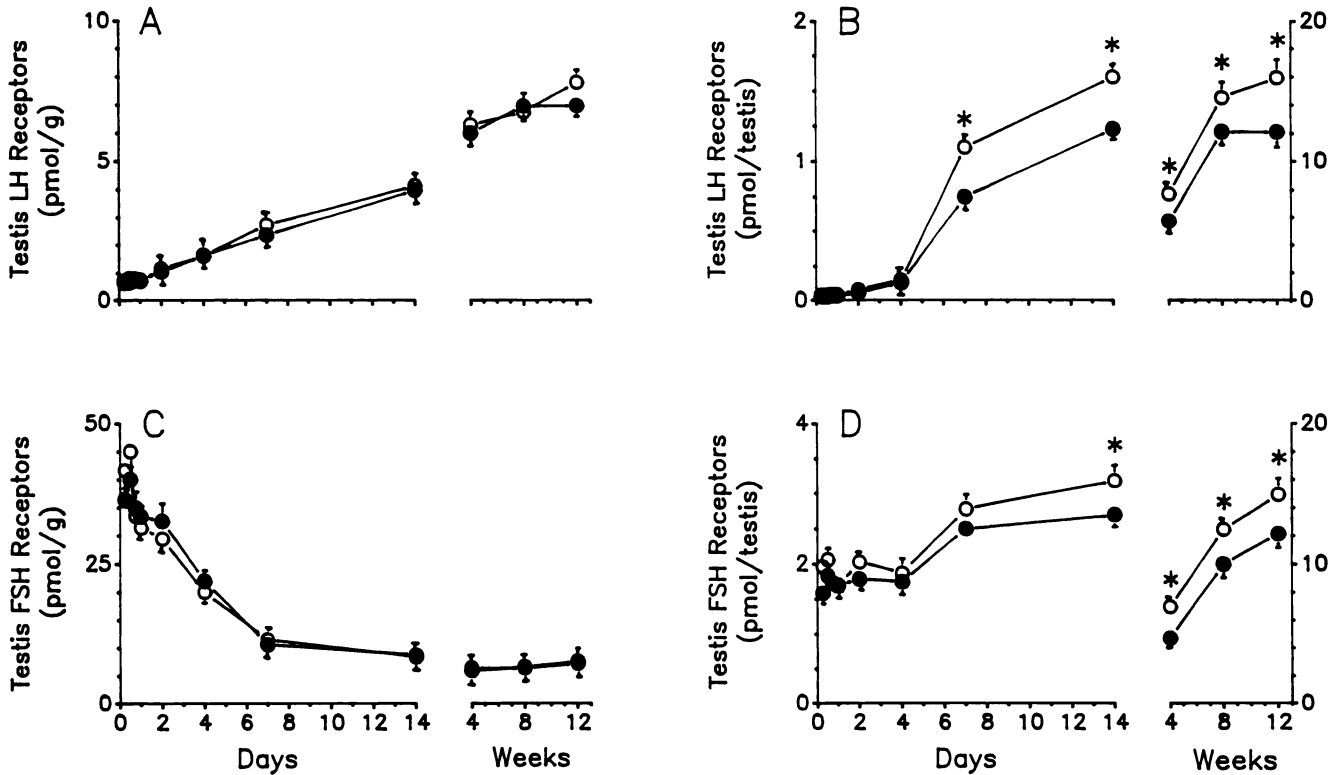 A
Testis LH Receptors
(pmol/g)
10
5
0
B
Testis LH Receptors
(pmol/testis)
2
1
0
* * * * *
20
10
0
C
Testis FSH Receptors
(pmol/g)
50
25
0
0 2 4 6 8 10 12 14
4 8 12
Days
Weeks
D
Testis FSH Receptors
(pmol/testis)
4
2
0
* * * *
20
10
0
0 2 4 6 8 10 12 14
4 8 12
Days
Weeks